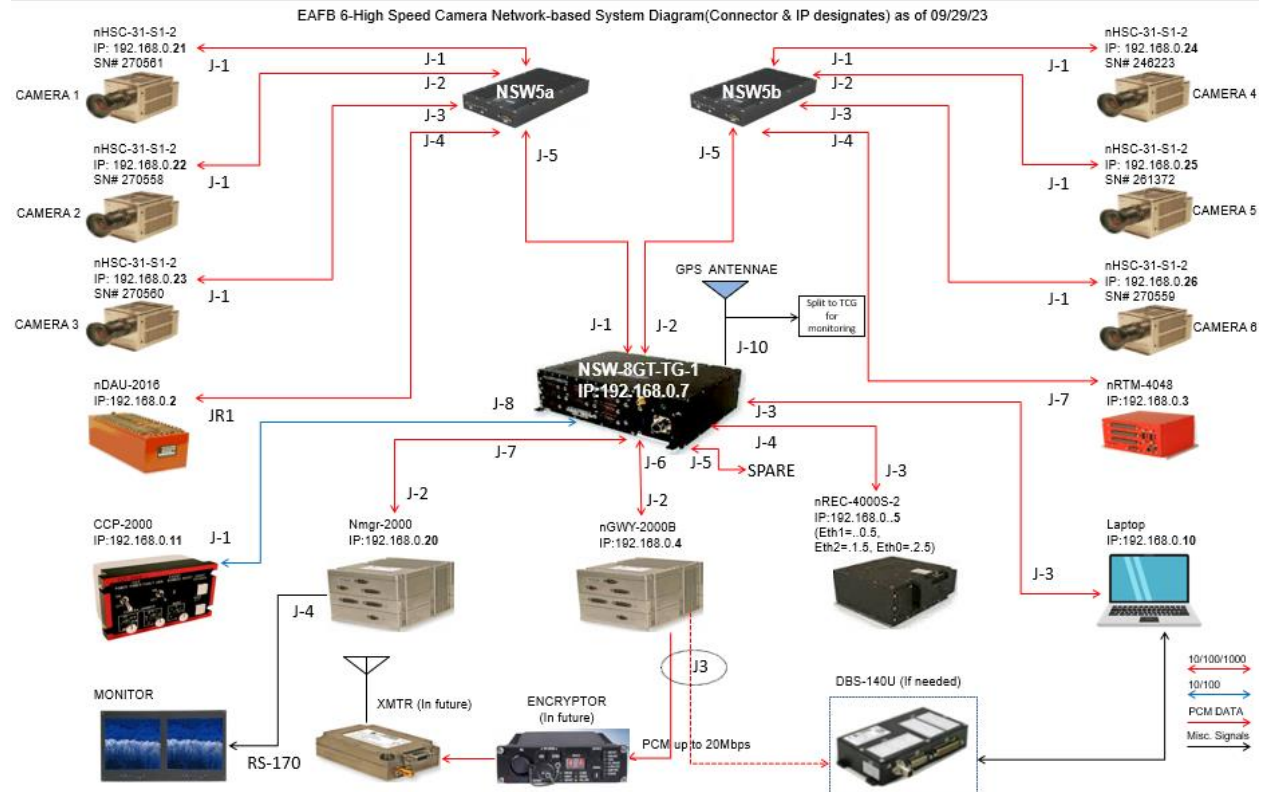 EAFB 6-High Speed Camera Network-based System Diagram(Connector & IP designates) as of 09/29/23
nHSC-31-S1-2
IP: 192.168.0.21
SN# 270561
J-1
CAMERA 1
nHSC-31-S1-2
IP: 192.168.0.22
SN# 270558
J-1
CAMERA 2
nHSC-31-S1-2
IP: 192.168.0.23
SN# 270560
J-1
CAMERA 3
nDAU-2016
IP:192.168.0.2
JR1
J-1
J-2
J-3
J-4
NSW5a
J-5
NSW5b
J-1
J-2
J-3
J-4
J-5
nHSC-31-S1-2
IP: 192.168.0.24
SN# 246223
J-1
CAMERA 4
nHSC-31-S1-2
IP: 192.168.0.25
SN# 261372
J-1
CAMERA 5
nHSC-31-S1-2
IP: 192.168.0.26
SN# 270559
J-1
CAMERA 6
nRTM-4048
IP:192.168.0.3
J-7
GPS ANTENNAE
Split to TCG
for
monitoring
J-1
J-2
J-10
NSW-8GT-TG-1
IP:192.168.0.7
J-8
J-3
J-7
J-4
J-6
J-5
SPARE
CCP-2000
IP:192.168.0.11
J-1
J-2
Nmgr-2000
IP:192.168.0.20
J-4
J-2
nGWY-2000B
IP:192.168.0.4
J3
J-3
nREC-4000S-2
IP:192.168.0..5
(Eth1=..0.5,
Eth2=.1.5, Eth0=.2.5)
Laptop
IP:192.168.0.10
J-3
MONITOR
RS-170
XMTR (In future)
ENCRYPTOR
(In future)
PCM up to 20Mbps
DBS-140U (If needed)
10/100/1000
10/100
PCM DATA
Misc. Signals